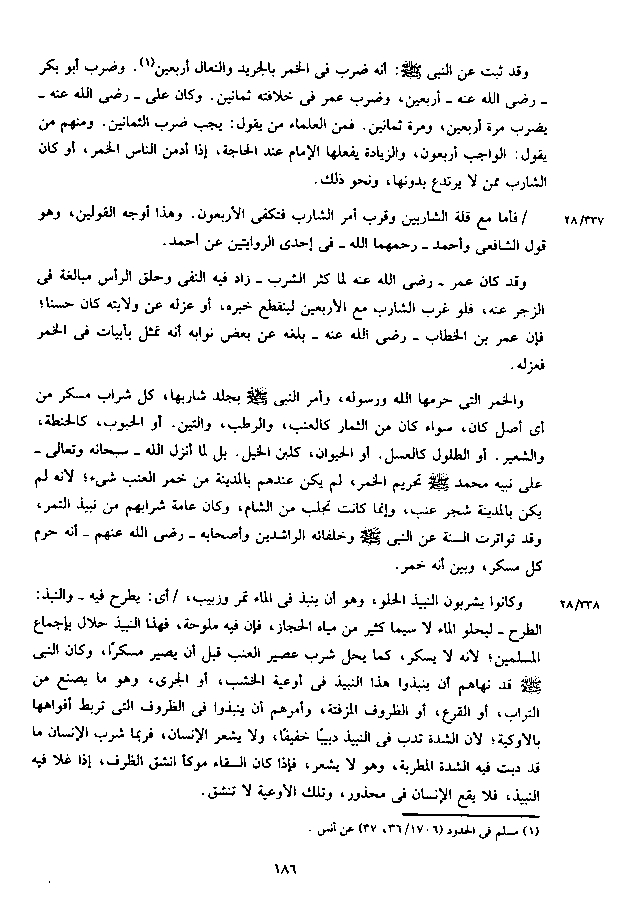 وقد ثبت عن النبي ﷺ: أنه ضرب في الخمر بالجريد والنعال أربعين(١). وضرب أبو بكر
ـ رضي الله عنه ـ أربعين، وضرب عمر في خلافته ثمانين. وكان على ـ رضي الله عنه ـ
يضرب مرة أربعين، ومرة ثمانين. فمن العلماء من يقول: يجب ضرب الثمانين. ومنهم من
يقول: الواجب أربعون، والزيادة يفعلها الإمام عند الحاجة، إذا أدمن الناس الخمر، أو كان
الشارب ممن لا يرتدع بدونها، ونحو ذلك.
٢٨/٣٣٧ / فأما مع قلة الشاربين وقرب أمر الشارب فتكفى الأربعون. وهذا أوجه القولين، وهو
قول الشافعي وأحمد ـ رحمهما الله ـ في إحدى الروايتين عن أحمد.
وقد كان عمر ـ رضي الله عنه لما كثر الشرب ـ زاد فيه النفى وحلق الرأس مبالغة في
الزجر عنه، فلو غرب الشارب مع الأربعين لينقطع خبره، أو عزله عن ولايته كان حسنا؛
فإن عمر بن الخطاب ـ رضي الله عنه ـ بلغه عن بعض نوابه أنه تمثل بأبيات في الخمر
فعزله.
والخمر التي حرمها الله ورسوله، وأمر النبي ﷺ بجلد شاربها، كل شراب مسكر من
أى أصل كان، سواء كان من الثمار كالعنب، والرطب، والتين. أو الحبوب، كالحنطة،
والشعير. أو الطلول كالعسل. أو الحيوان، كلبن الخيل. بل لما أنزل الله ـ سبحانه وتعالى ـ
على نبيه محمد ﷺ تحريم الخمر، لم يكن عندهم بالمدينة من خمر العنب شيء؛ لأنه لم
يكن بالمدينة شجر عنب، وإنما كانت تجلب من الشام، وكان عامة شرابهم من نبيذ التمر،
وقد تواترت السنة عن النبي ﷺ وخلفائه الراشدين وأصحابه ـ رضي الله عنهم ـ أنه حرم
كل مسكر، وبين أنه خمر.
٢٨/٣٣٨ وكانوا يشربون النبيذ الحلو، وهو أن ينبذ في الماء تمر وزبيب، / أى: يطرح فيه ـ والنبذ:
الطرح ـ ليحلو الماء لا سيما كثير من مياه الحجاز، فإن فيه ملوحة، فهذا النبيذ حلال بإجماع
المسلمين؛ لأنه لا يسكر، كما يحل شرب عصير العنب قبل أن يصير مسكرًا، وكان النبي
ﷺ قد نهاهم أن ينبذوا هذا النبيذ في أوعية الخشب، أو الجرى، وهو ما يصنع من
التراب، أو القرع، أو الظروف المزفتة، وأمرهم أن ينبذوا في الظروف التي تربط أفواهها
بالأوكية؛ لأن الشدة تدب في النبيذ دبيبًا خفيفًا، ولا يشعر الإنسان، فربما شرب الإنسان ما
قد دبت فيه الشدة المطربة، وهو لا يشعر، فإذا كان السقاء موكأ انشق الظرف، إذا غلا فيه
النبيذ، فلا يقع الإنسان في محذور، وتلك الأوعية لا تنشق.
(١) مسلم في الحدود (١٧٠٦/٣٦، ٣٧) عن أنس.
١٨٦